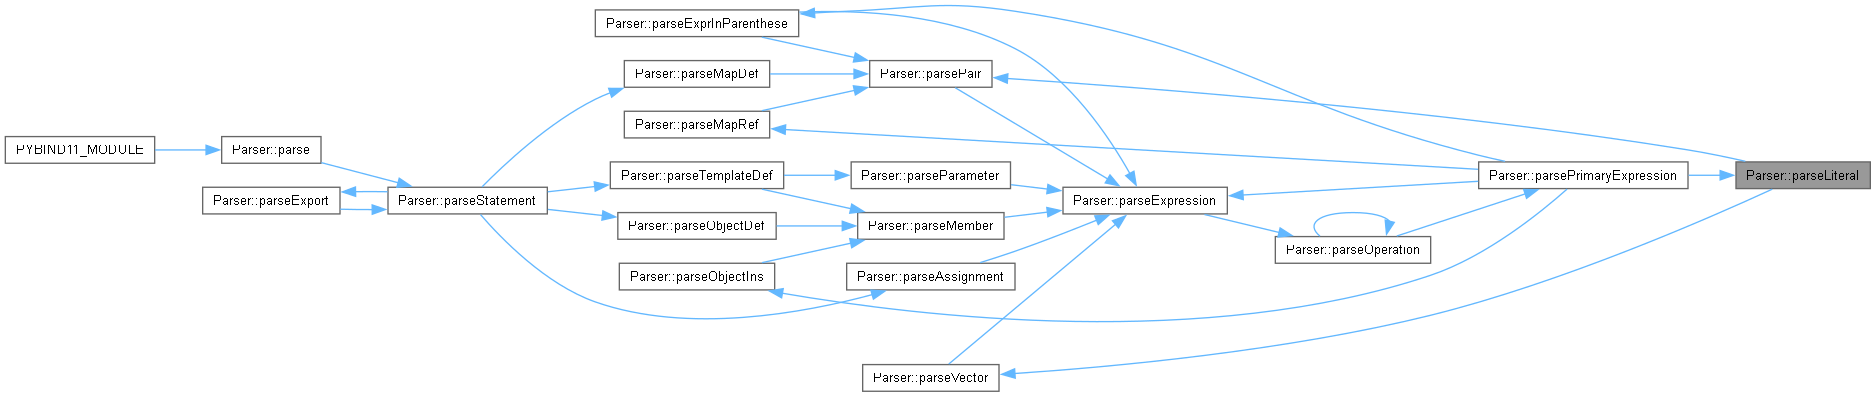 Parser::parseExprInParenthese
Parser::parseMapDef
Parser::parsePair
Parser::parseMapRef
PYBIND11_MODULE
Parser::parse
Parser::parseTemplateDef
Parser::parseParameter
Parser::parsePrimaryExpression
Parser::parseLiteral
Parser::parseExport
Parser::parseStatement
Parser::parseExpression
Parser::parseObjectDef
Parser::parseMember
Parser::parseOperation
Parser::parseObjectIns
Parser::parseAssignment
Parser::parseVector